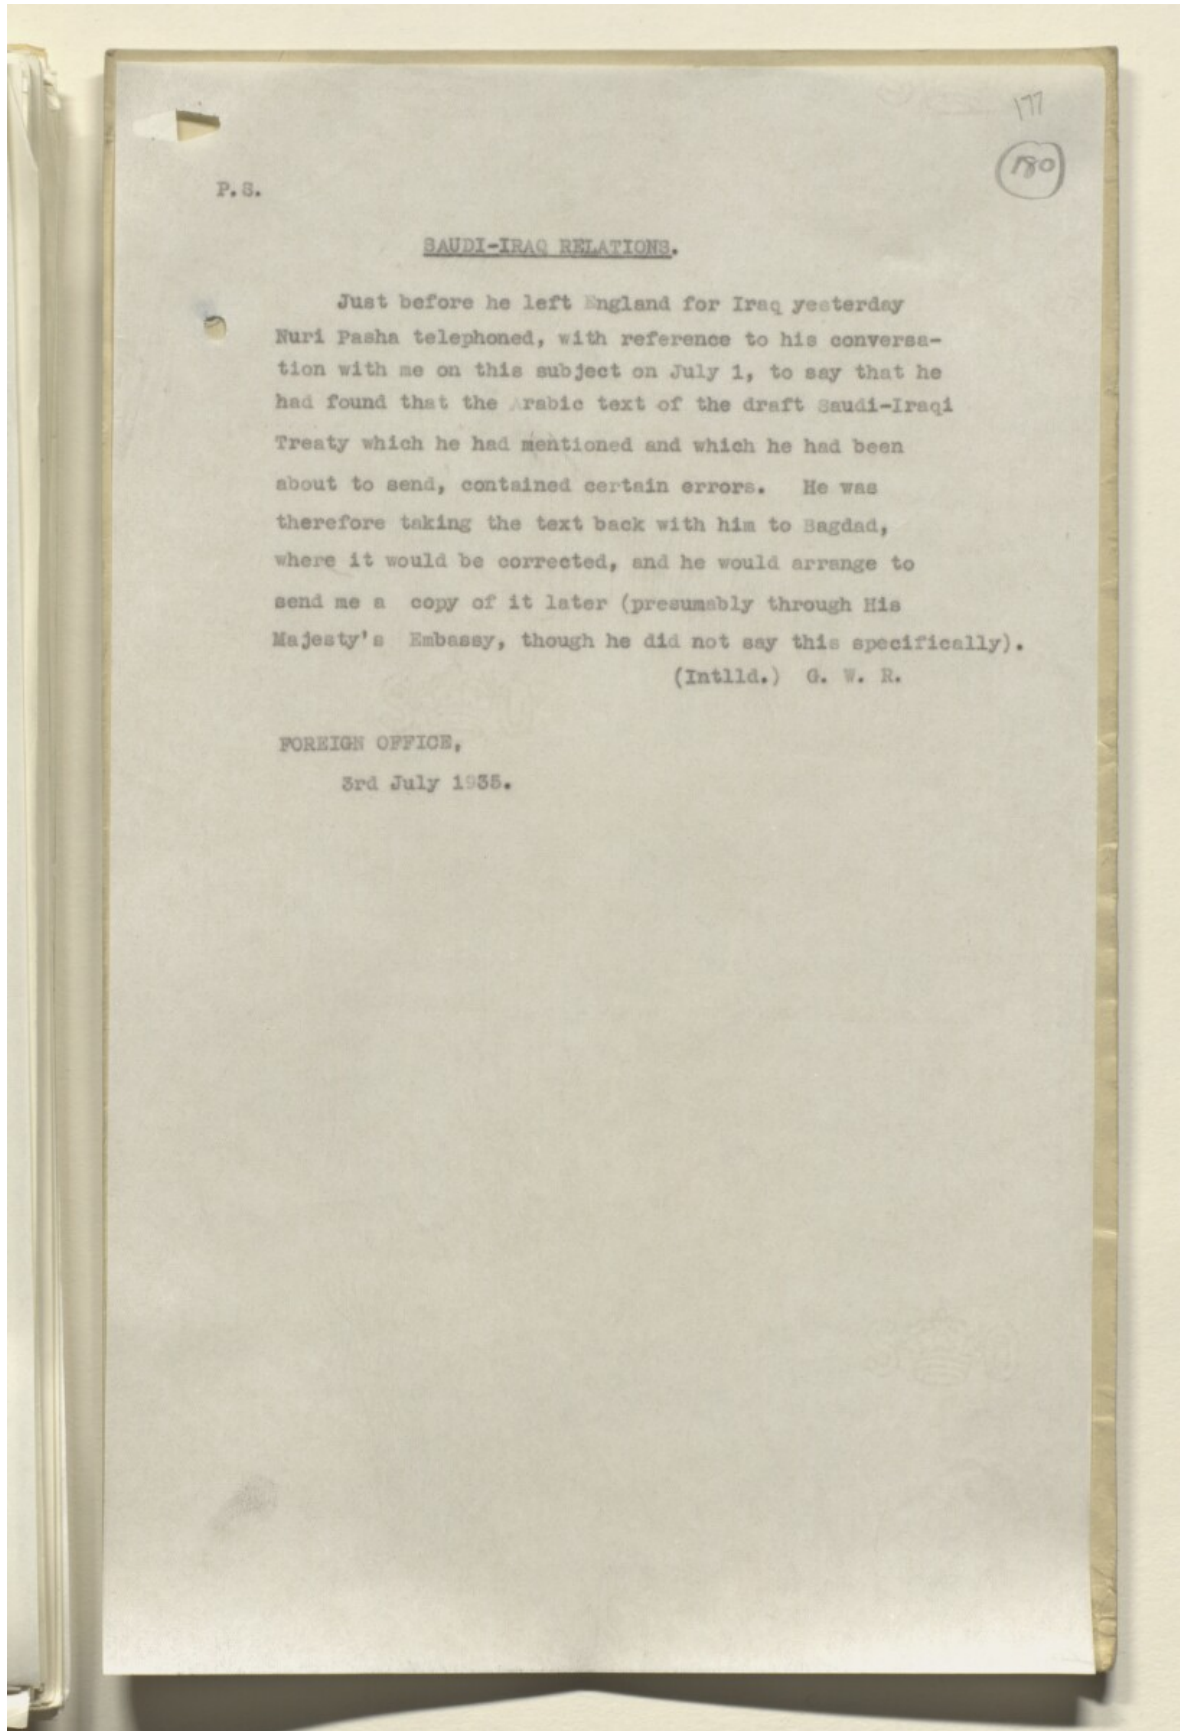 177
180
P.S.
SAUDI-IRAQ RELATIONS.
Just before he left England for Iraq yesterday
Nuri Pasha telephoned, with reference to his conversa-
tion with me on this subject on July 1, to say that he
had found that the Arabic text of the draft Saudi-Iraqi
Treaty which he had mentioned and which he had been
about to send, contained certain errors. He was
therefore taking the text back with him to Bagdad,
where it would be corrected, and he would arrange to
send me a copy of it later (presumably through His
Majesty's Embassy, though he did not say this specifically).
(Intlld.) G. W. R.
FOREIGN OFFICE,
3rd July 1935.